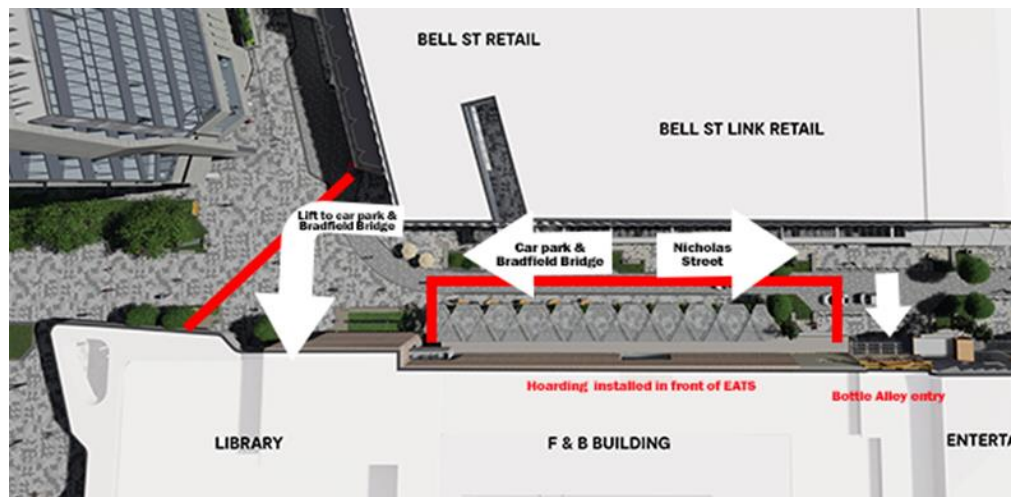 BELL ST RETAIL
BELL ST LINK RETAIL
Lift to car park &
Bradfield Bridge
Car park &
Bradfield Bridge
Nicholas
Street
Hoarding installed in front of EATS
Bottle Alley entry
LIBRARY
F & B BUILDING
ENTERTA